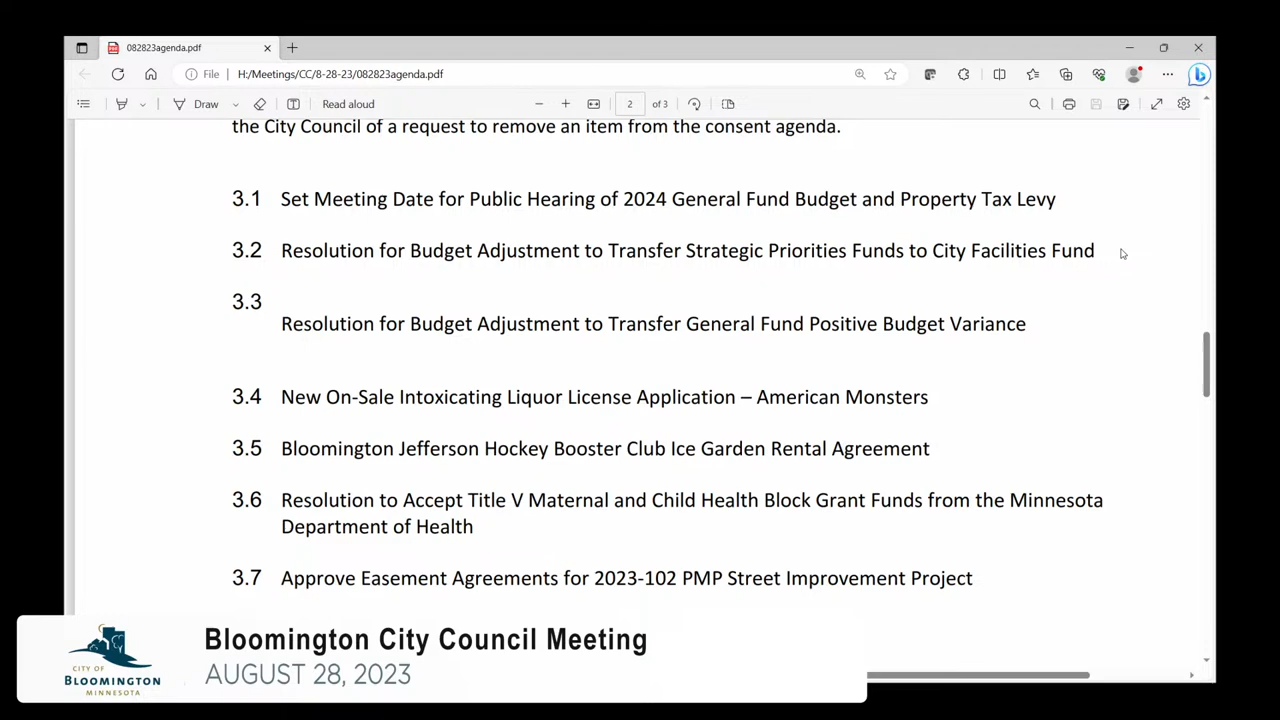 082823agenda.pdf
File H:/Meetings/CC/8-28-23/082823agenda.pdf
Draw Read aloud 2 of 3
the City Council of a request to remove an item from the consent agenda.
3.1 Set Meeting Date for Public Hearing of 2024 General Fund Budget and Property Tax Levy
3.2 Resolution for Budget Adjustment to Transfer Strategic Priorities Funds to City Facilities Fund
3.3
Resolution for Budget Adjustment to Transfer General Fund Positive Budget Variance
3.4 New On-Sale Intoxicating Liquor License Application – American Monsters
3.5 Bloomington Jefferson Hockey Booster Club Ice Garden Rental Agreement
3.6 Resolution to Accept Title V Maternal and Child Health Block Grant Funds from the Minnesota
Department of Health
3.7 Approve Easement Agreements for 2023-102 PMP Street Improvement Project
Bloomington City Council Meeting
AUGUST 28, 2023
CITY OF
BLOOMINGTON
MINNESOTA